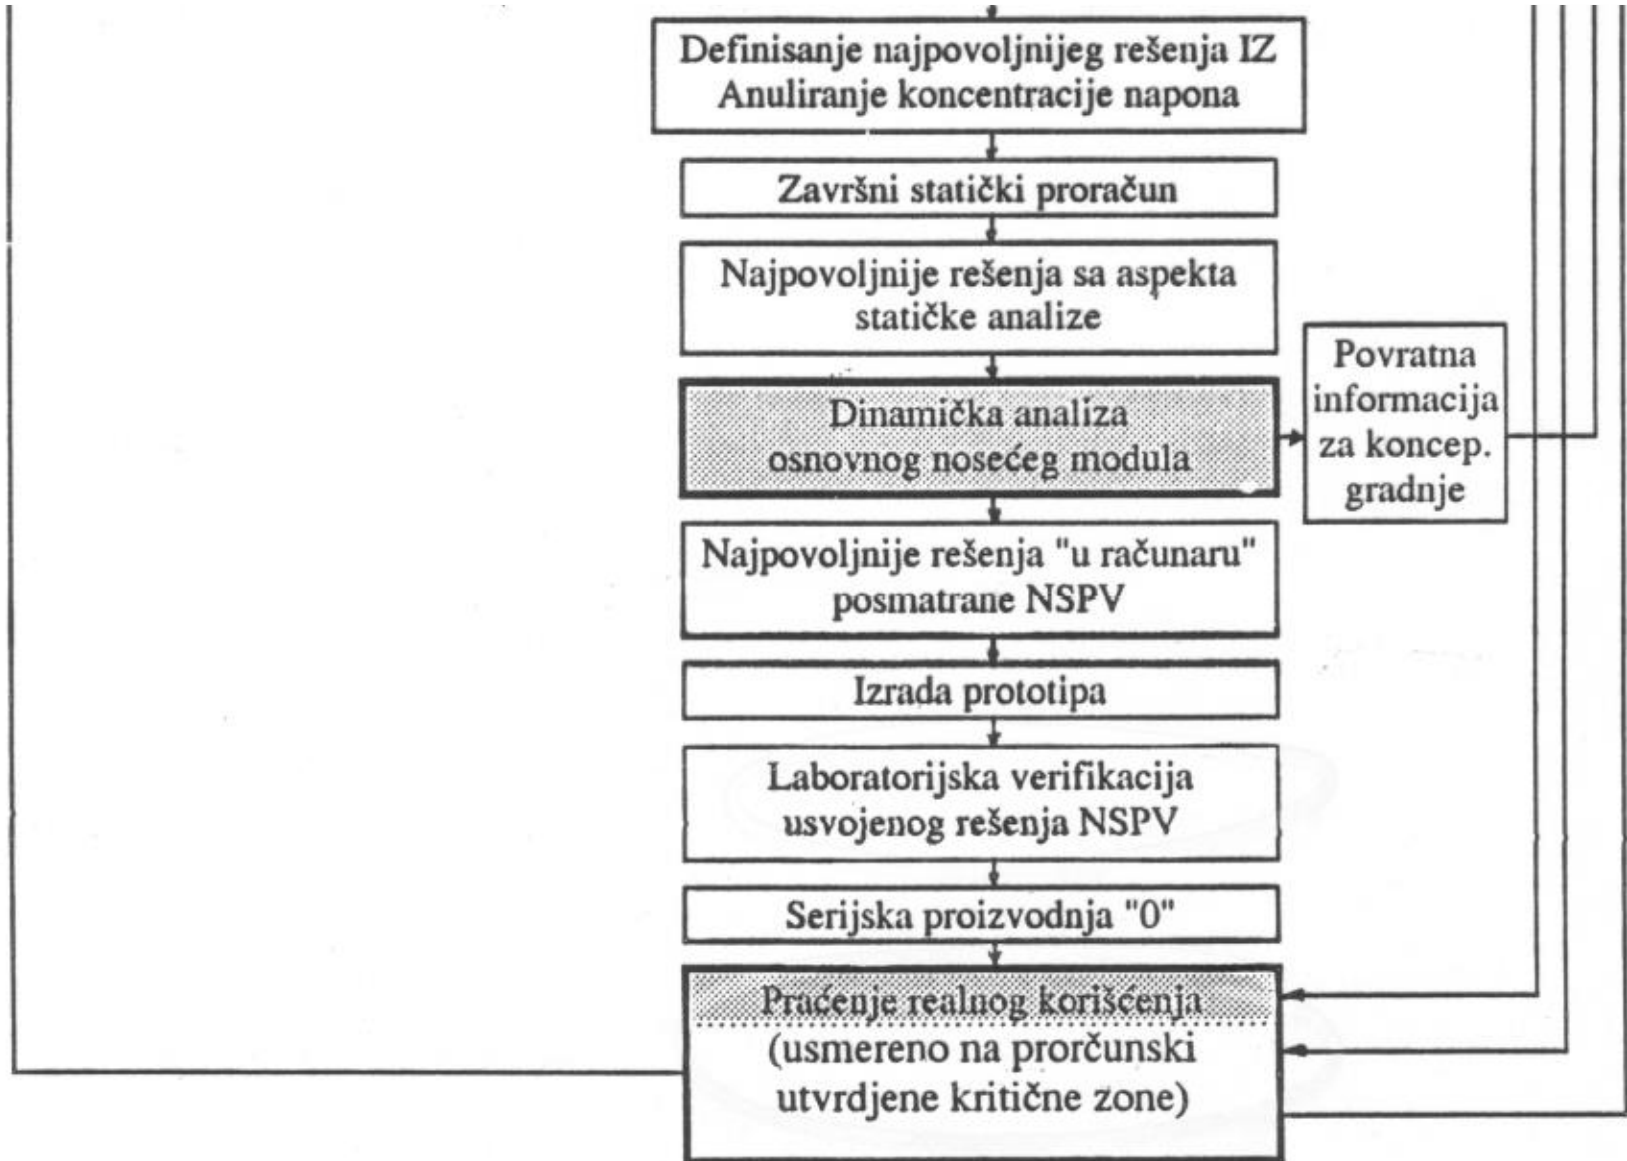 Definisanje najpovoljnijeg rešenja IZ
Anuliranje koncentracije napona
Završni statički proračun
Najpovoljnije rešenja sa aspekta
statičke analize
Dinamička analiza
osnovnog nosećeg modula
Povratna
informacija
za koncep.
gradnje
Najpovoljnije rešenja "u računaru"
posmatrane NSPV
Izrada prototipa
Laboratorijska verifikacija
usvojenog rešenja NSPV
Serijska proizvodnja "0"
Praćenje realnog korišćenja
(usmereno na prorčunski
utvrdjene kritične zone)